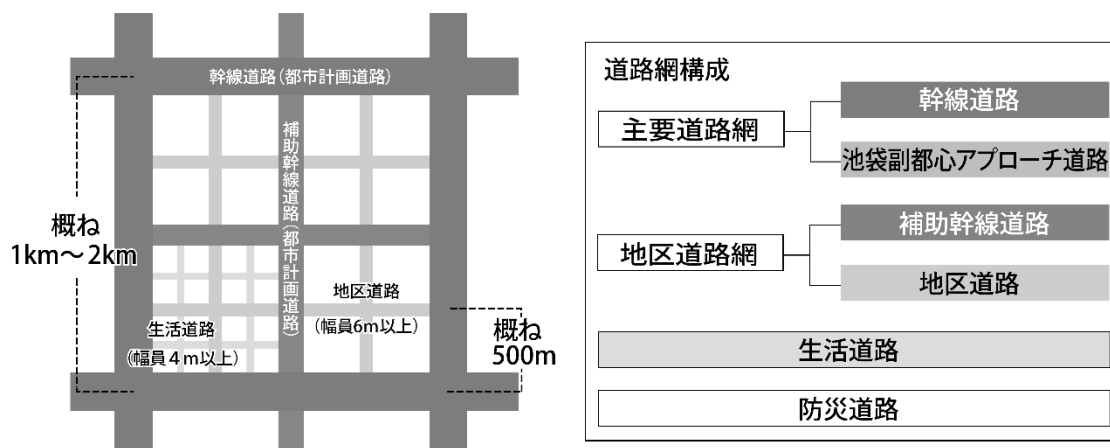 幹線道路(都市計画道路)
補助幹線道路(都市計画道路)
概ね
1km～2km
地区道路
(幅員6m以上)
生活道路
(幅員４ｍ以上)
概ね
500m
道路網構成
主要道路網
幹線道路
池袋副都心アプローチ道路
地区道路網
補助幹線道路
地区道路
生活道路
防災道路